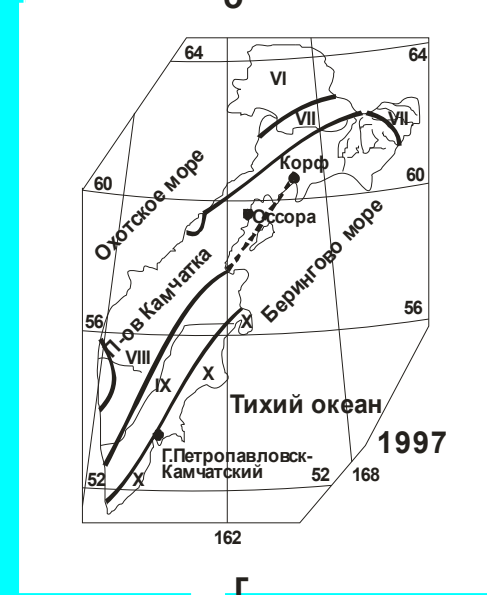 64
64
VI
VII
VII
Корф
60
60
Охотское море
Оссора
Берингово море
П-ов Камчатка
56
56
X
VIII
IX
X
Тихий океан
1997
Г.Петропавловск-
Камчатский
52
X
52
168
162
Г